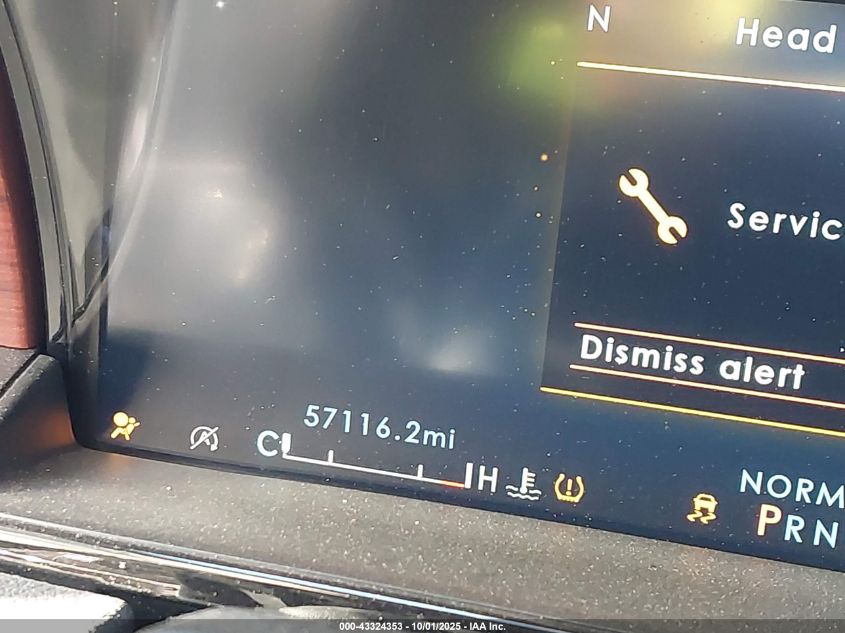 N
Head
Servic
Dismiss alert
57116.2mi
C H
NORM
PRN
000-43324353 - 10/01/2025 - IAA Inc.